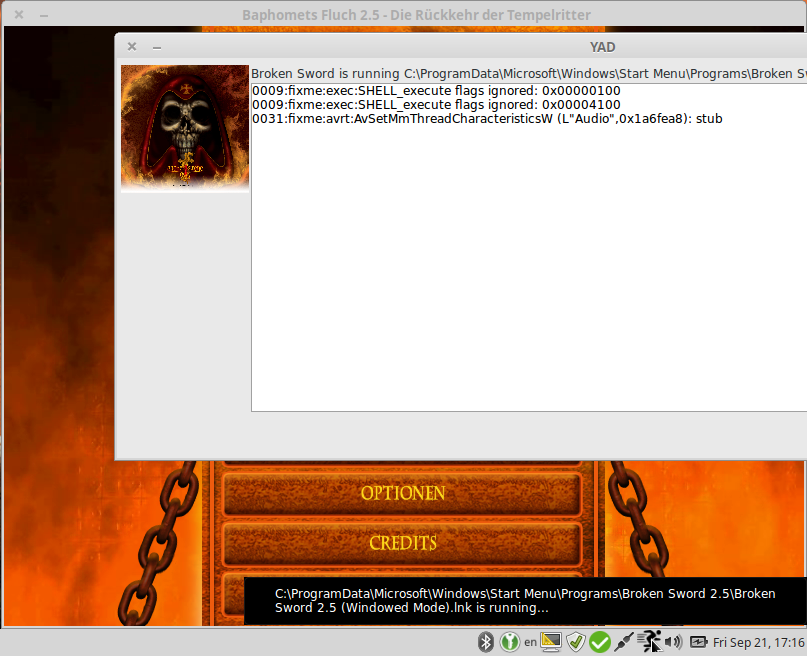 Baphomets Fluch 2.5 - Die Rückkehr der Tempelritter
YAD
Broken Sword is running C:\ProgramData\Microsoft\Windows\Start Menu\Programs\Broken Sw
0009:fixme:exec:SHELL_execute flags ignored: 0x00000100
0009:fixme:exec:SHELL_execute flags ignored: 0x00004100
0031:fixme:avrt:AvSetMmThreadCharacteristicsW (L"Audio",0x1a6fea8): stub
OPTIONEN
CREDITS
C:\ProgramData\Microsoft\Windows\Start Menu\Programs\Broken Sword 2.5\Broken
Sword 2.5 (Windowed Mode).lnk is running...
en
Fri Sep 21, 17:16